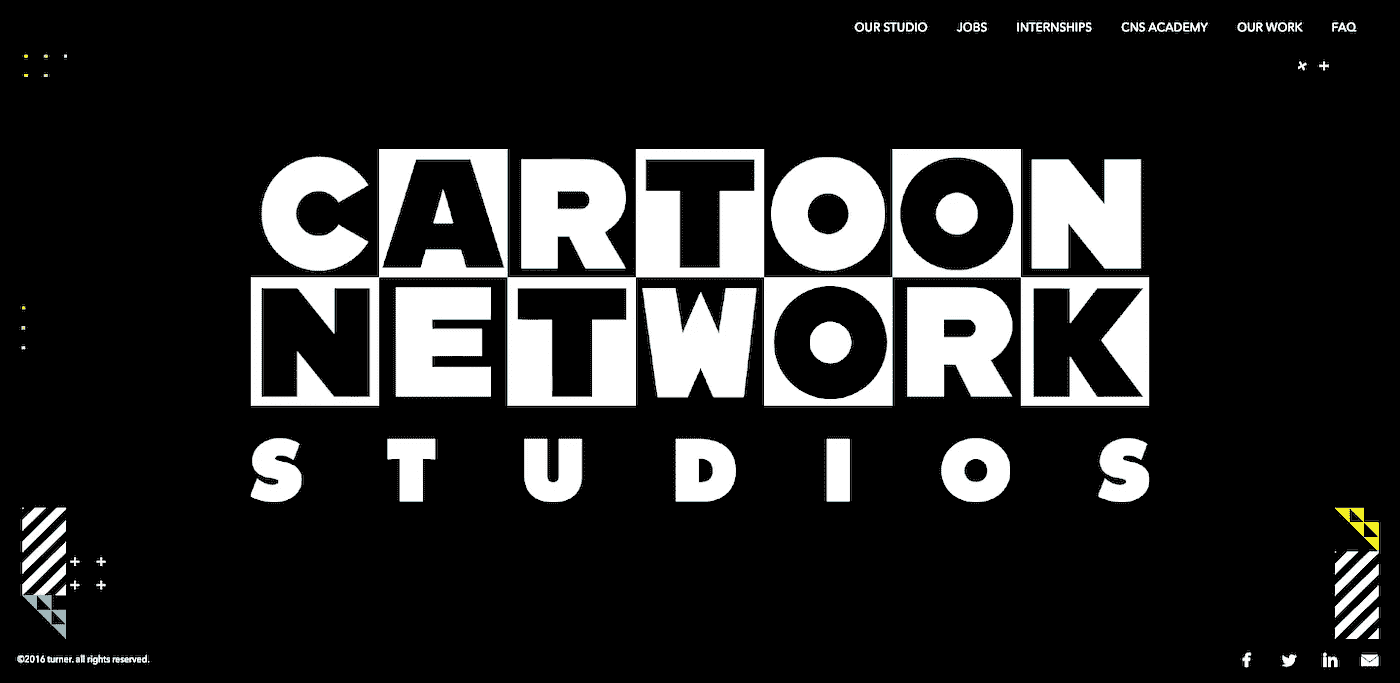 OUR STUDIO JOBS INTERNSHIPS CNS ACADEMY OUR WORK FAQ
CARTOON
NETWORK
STUDIOS
©2016 turner. all rights reserved.